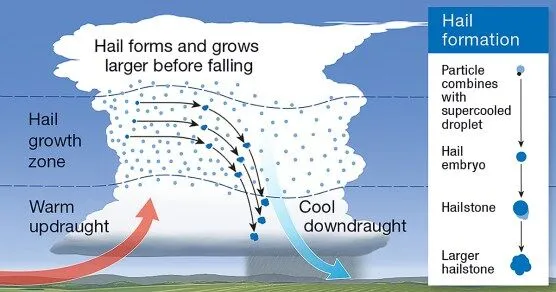 Hail forms and grows
larger before falling
Hail
growth
zone
Warm
updraught
Cool
downdraught
Hail
formation
Particle
combines
with
supercooled
droplet
Hail
embryo
Hailstone
Larger
hailstone